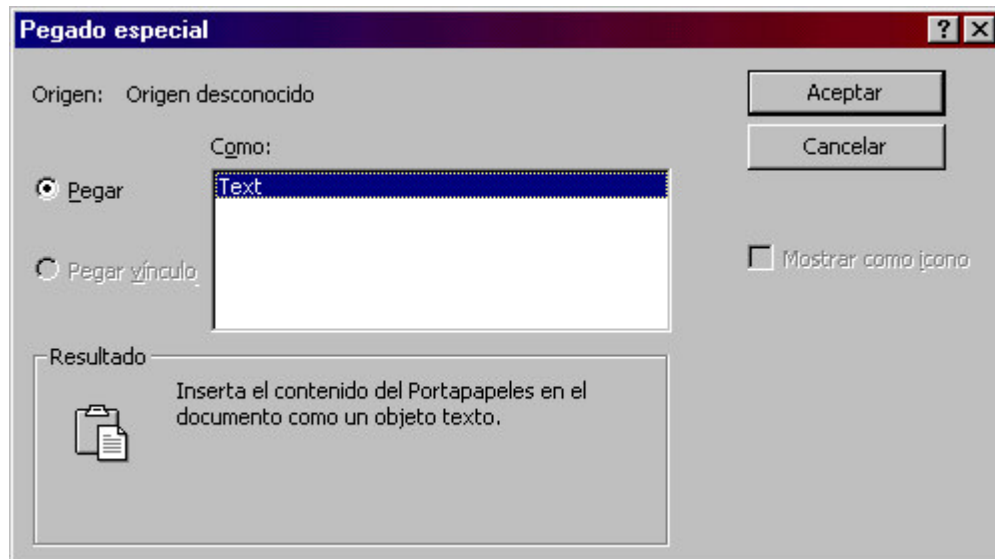 Pegado especial
Origen: Origen desconocido
Aceptar
Cancelar
Como:
Pegar
Text
Pegar vínculo
Mostrar como icono
Resultado
Inserta el contenido del Portapapeles en el
documento como un objeto texto.